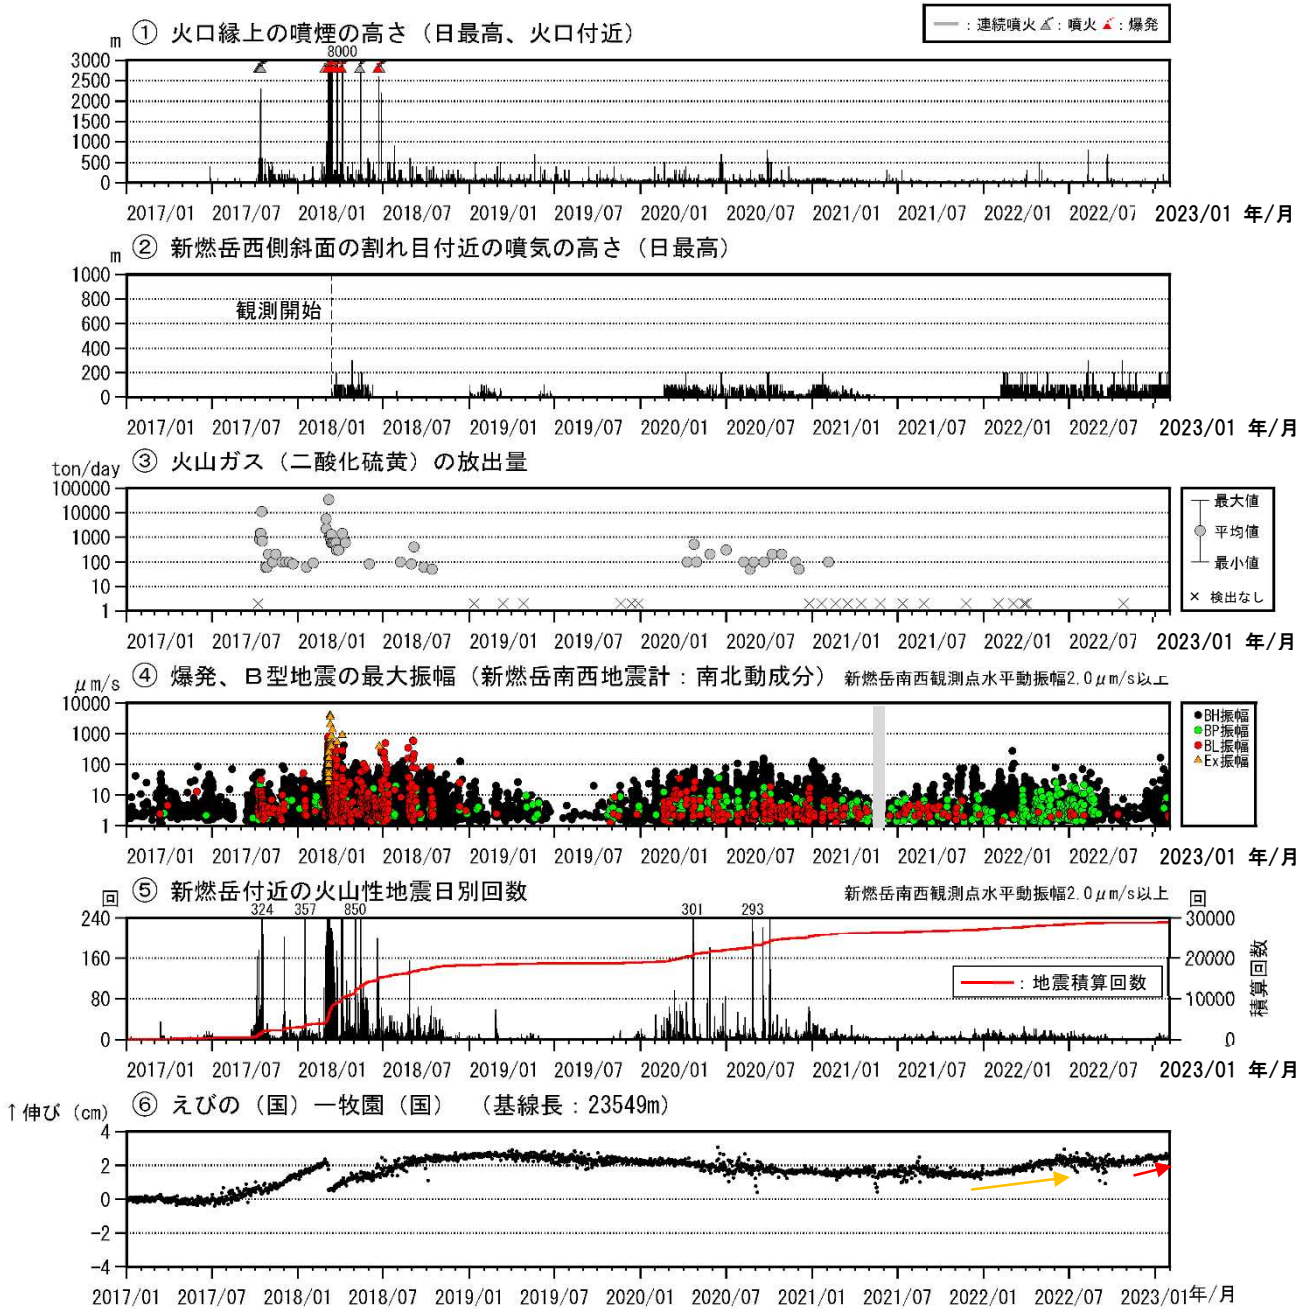 ① 火口縁上の噴煙の高さ（日最高、火口付近）
━━ : 連続噴火 : 噴火 : 爆発
m
8000
3000
2500
2000
1500
1000
500
0
2017/01 2017/07 2018/01 2018/07 2019/01 2019/07 2020/01 2020/07 2021/01 2021/07 2022/01 2022/07 2023/01 年/月
② 新燃岳西側斜面の割れ目付近の噴気の高さ（日最高）
m
1000
800
600
400
200
0
観測開始
2017/01 2017/07 2018/01 2018/07 2019/01 2019/07 2020/01 2020/07 2021/01 2021/07 2022/01 2022/07 2023/01 年/月
③ 火山ガス（二酸化硫黄）の放出量
ton/day
100000
10000
1000
100
10
1
最大値
平均値
最小値
× 検出なし
2017/01 2017/07 2018/01 2018/07 2019/01 2019/07 2020/01 2020/07 2021/01 2021/07 2022/01 2022/07 2023/01 年/月
④ 爆発、Ｂ型地震の最大振幅（新燃岳南西地震計：南北動成分） 新燃岳南西観測点水平動振幅2.0μm/s以上
μm/s
10000
1000
100
10
1
BH振幅
BP振幅
BL振幅
Ex振幅
2017/01 2017/07 2018/01 2018/07 2019/01 2019/07 2020/01 2020/07 2021/01 2021/07 2022/01 2022/07 2023/01 年/月
⑤ 新燃岳付近の火山性地震日別回数 新燃岳南西観測点水平動振幅2.0μm/s以上
回 回
324 357 850 301 293
240 30000
160 20000
80 10000
0 0
: 地震積算回数
積算回数
2017/01 2017/07 2018/01 2018/07 2019/01 2019/07 2020/01 2020/07 2021/01 2021/07 2022/01 2022/07 2023/01 年/月
⑥ えびの（国）―牧園（国） （基線長：23549m）
↑伸び（cm）
4
2
0
-2
-4
2017/01 2017/07 2018/01 2018/07 2019/01 2019/07 2020/01 2020/07 2021/01 2021/07 2022/01 2022/07 2023/01年/月